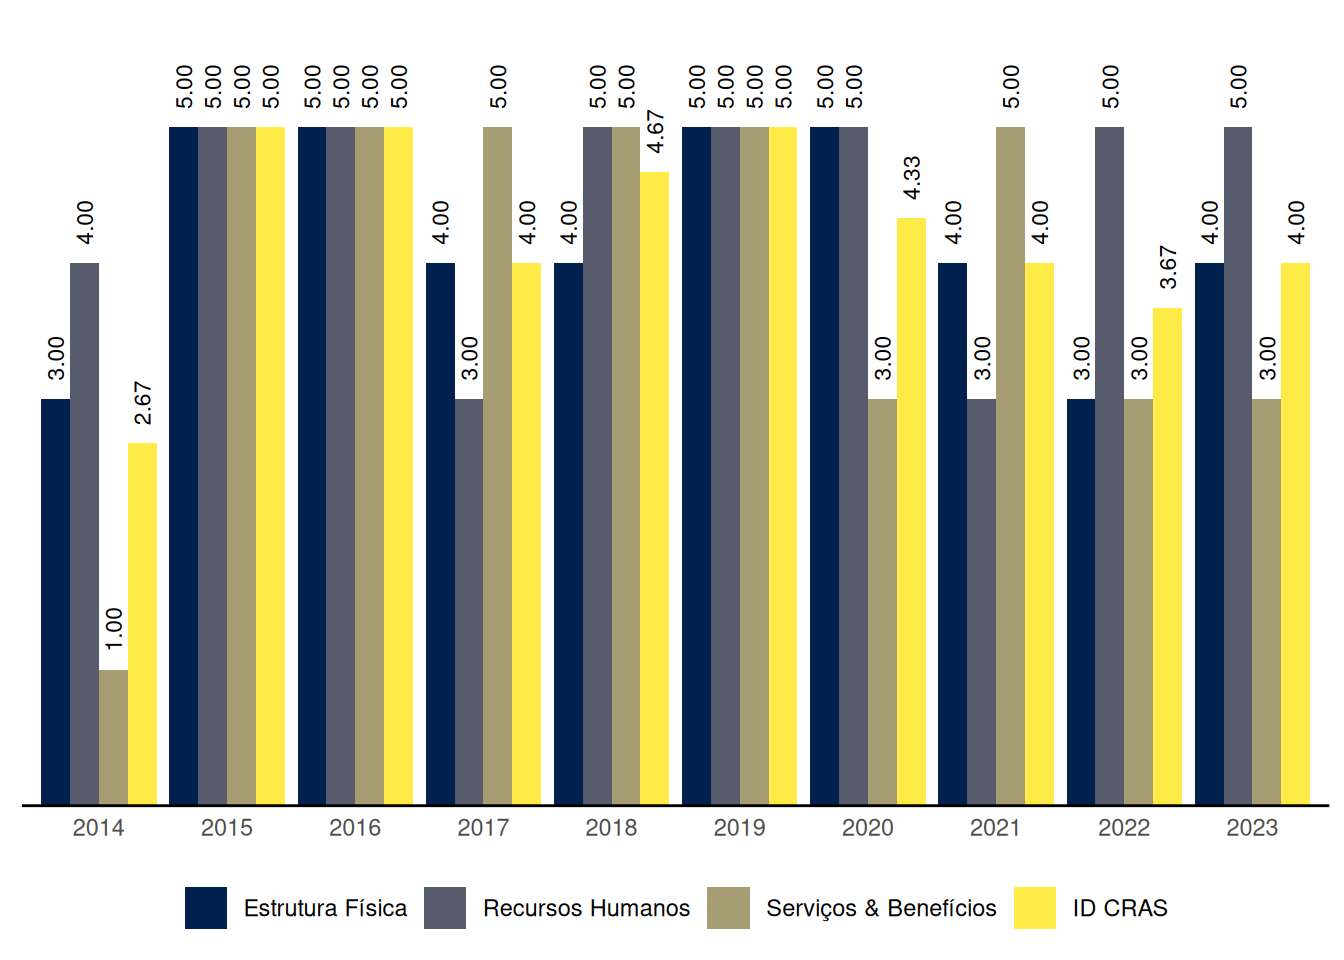 5.00 5.00 5.00 5.00 5.00 5.00 5.00 5.00 5.00 5.00 5.00 5.00 5.00 5.00 5.00 5.00 5.00 5.00 5.00 5.00
4.67
4.33
4.00 4.00 4.00 4.00 4.00 4.00 4.00 4.00
3.67
3.00 3.00 3.00 3.00 3.00 3.00 3.00
2.67
1.00
2014 2015 2016 2017 2018 2019 2020 2021 2022 2023
Estrutura Física Recursos Humanos Serviços & Benefícios ID CRAS